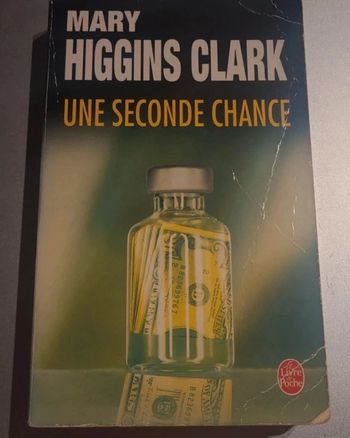 MARY
HIGGINS CLARK
UNE SECONDE CHANCE
Le
Livre
de
Poche